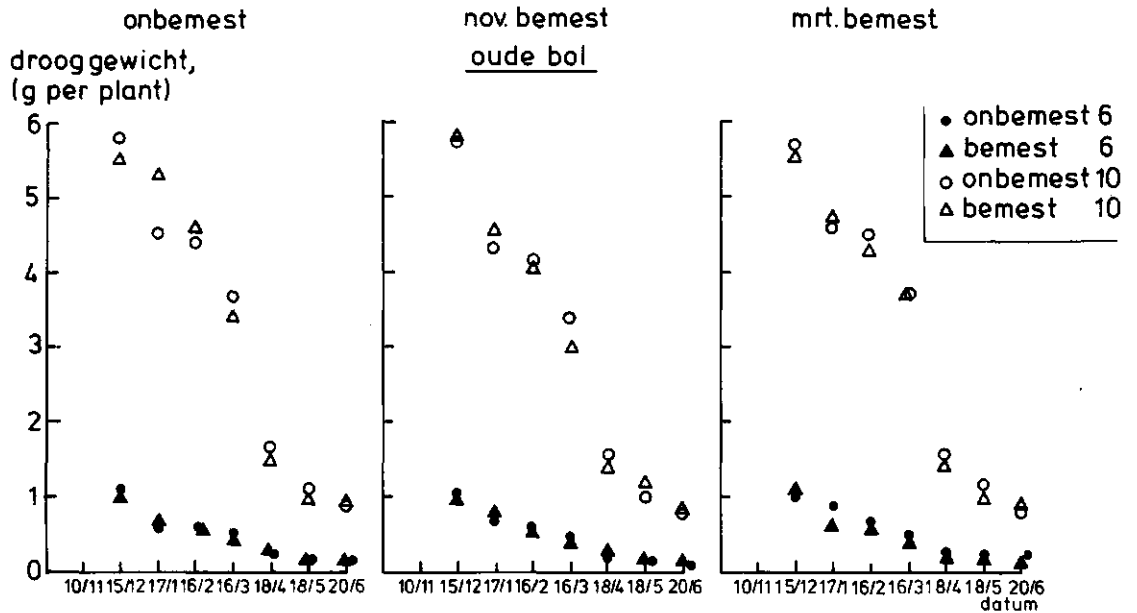 onbemest
nov. bemest
mrt. bemest
oude bol
droog gewicht,
(g per plant)
onbemest 6
bemest 6
onbemest 10
bemest 10
6
5
4
3
2
1
0
10/11 15/12 17/1 16/2 16/3 18/4 18/5 20/6
10/11 15/12 17/1 16/2 16/3 18/4 18/5 20/6
10/11 15/12 17/1 16/2 16/3 18/4 18/5 20/6
datum